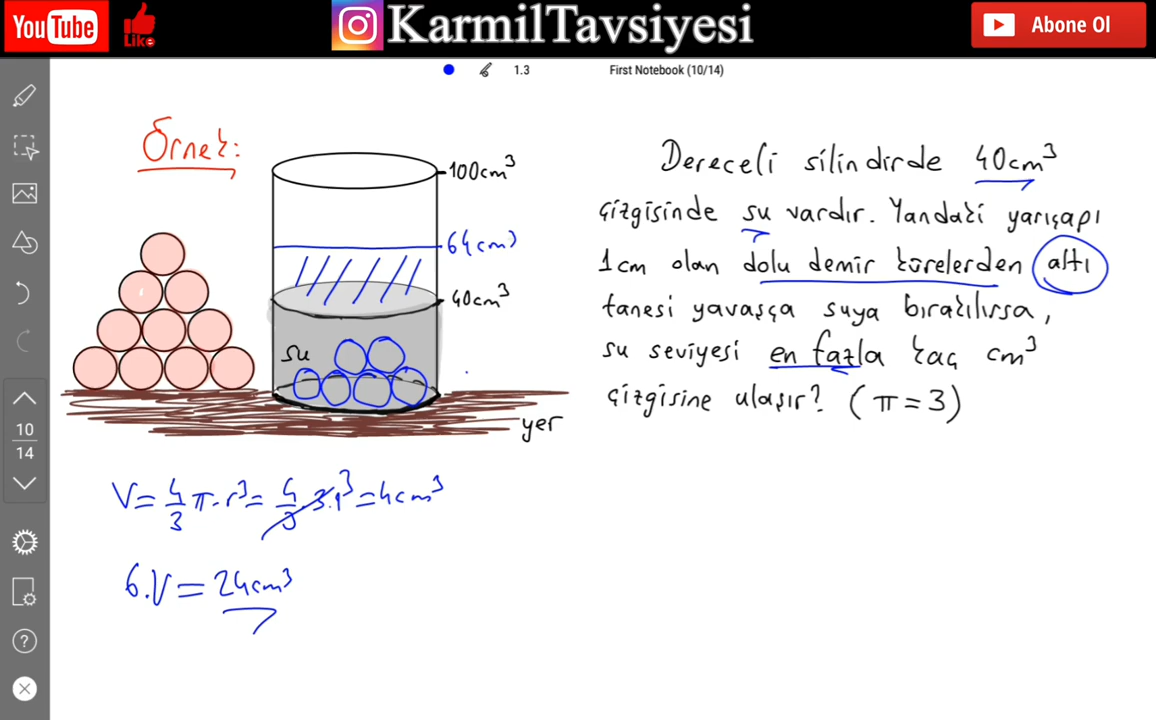 YouTube
Like
KarmilTavsiyesi
Abone Ol
1.3
First Notebook (10/14)
Örnek:
100cm³
64cm³
40cm³
su
yer
Dereceli silindirde 40cm³
çizgisinde su vardır. Yandaki yarıçapı
1cm olan dolu demir kürelerden altı
tanesi yavaşça suya bırakılırsa,
su seviyesi en fazla kaç cm³
çizgisine ulaşır? (π=3)
V=4/3 π·r³=4/3·3·1³=4cm³
6.V=24cm³
10
14